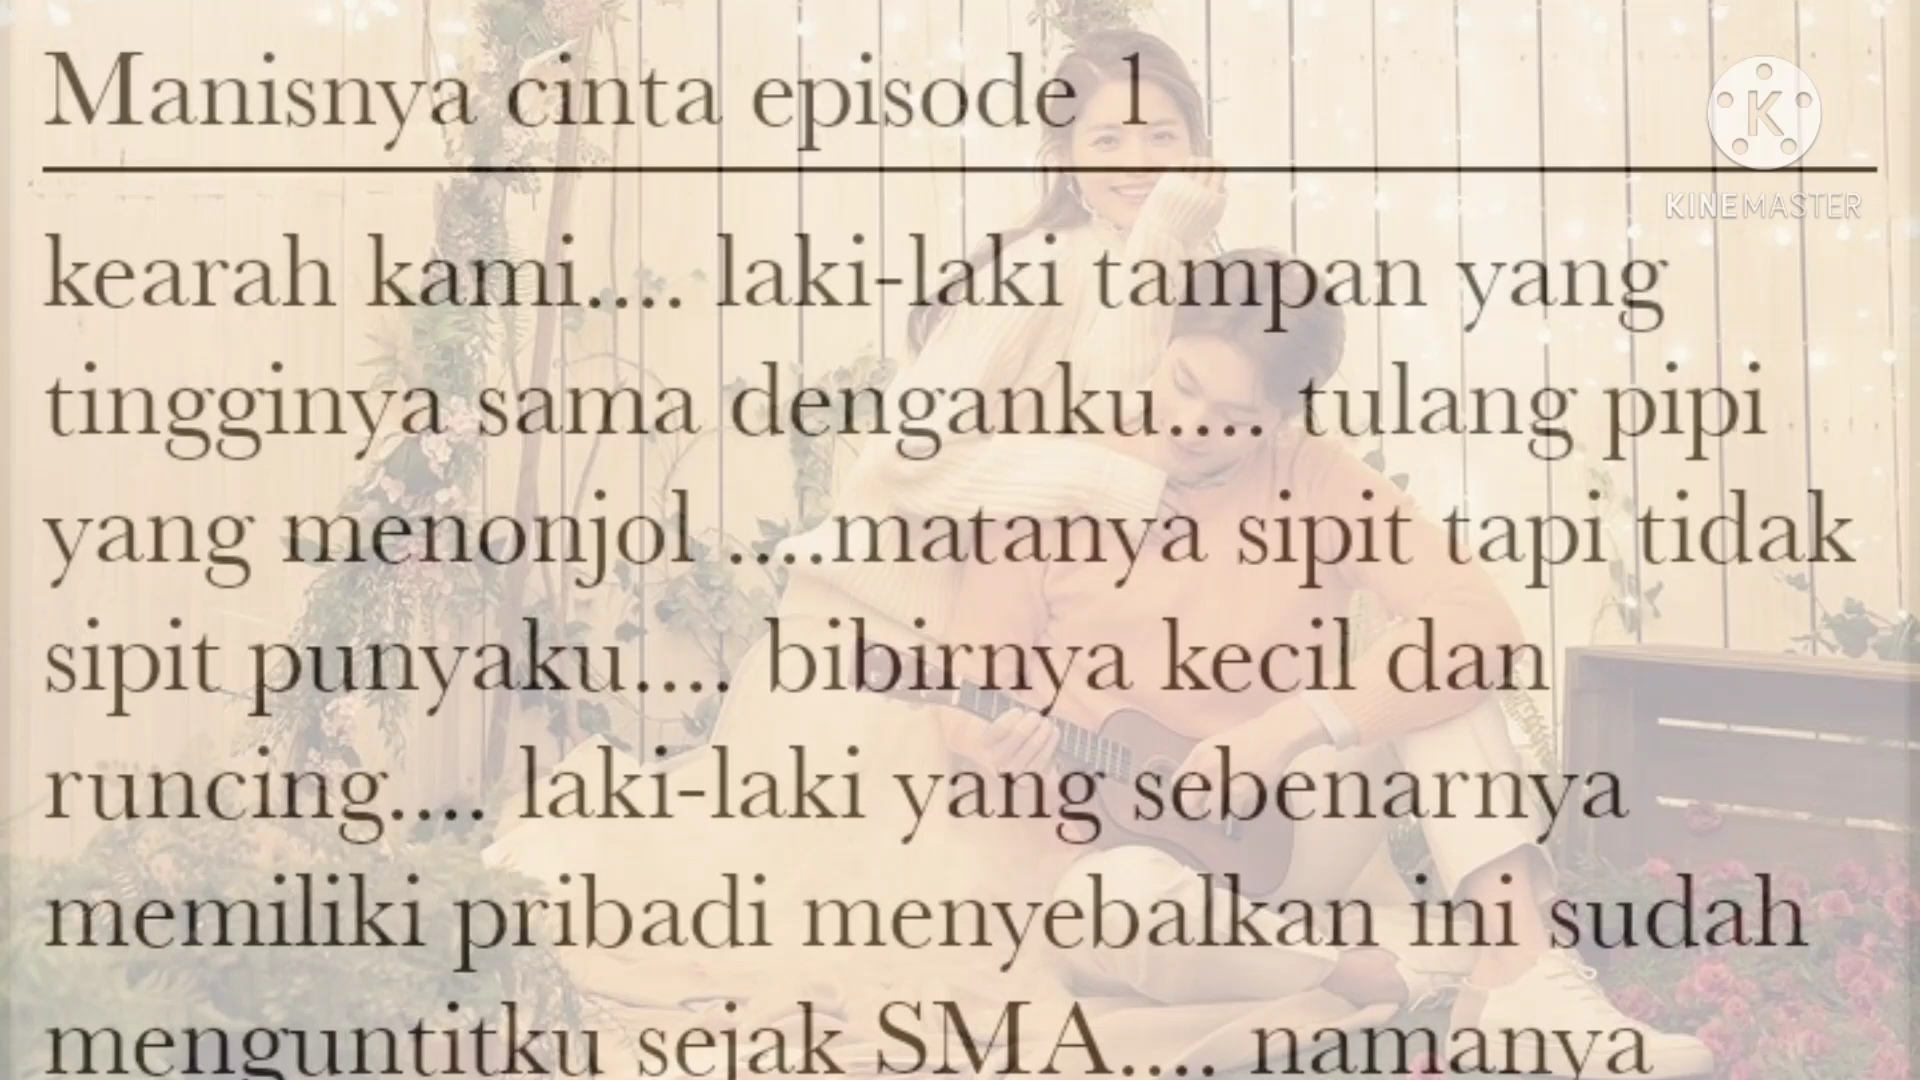 Manisnya cinta episode 1
K
KINEMASTER
kearah kami.... laki-laki tampan yang
tingginya sama denganku.... tulang pipi
yang menonjol ....matanya sipit tapi tidak
sipit punyaku.... bibirnya kecil dan
runcing.... laki-laki yang sebenarnya
memiliki pribadi menyebalkan ini sudah
menguntitku sejak SMA.... namanya